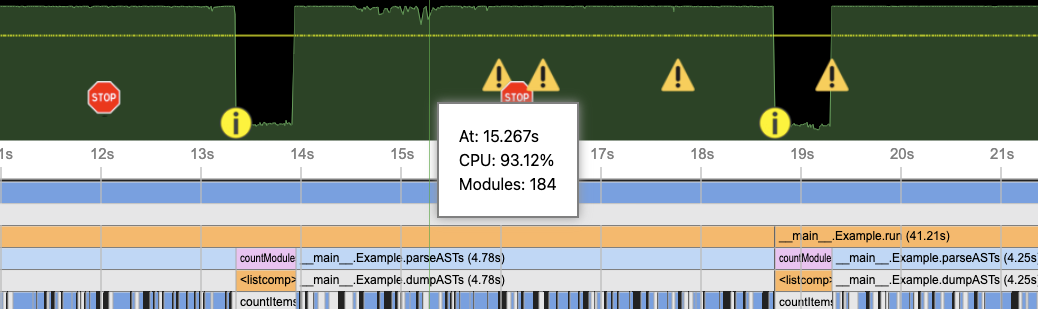 STOP
STOP
At: 15.267s
CPU: 93.12%
Modules: 184
1s 12s 13s 14s 15s 17s 18s 19s 20s 21s
__main__.Example.run (41.21s)
countModule __main__.Example.parseASTs (4.78s) countModule __main__.Example.parseASTs (4.25s
<listcomp> __main__.Example.dumpASTs (4.78s) <listcomp> __main__.Example.dumpASTs (4.25s
countItems countItems